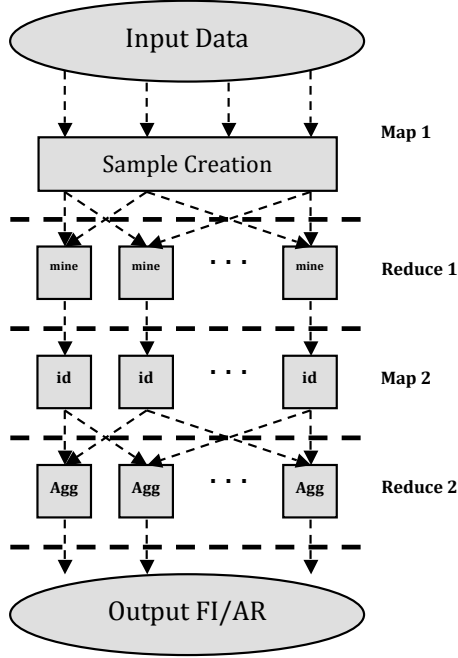 Input Data
Map 1
Sample Creation
mine mine . . . mine
Reduce 1
id id . . . id
Map 2
Agg Agg . . . Agg
Reduce 2
Output FI/AR